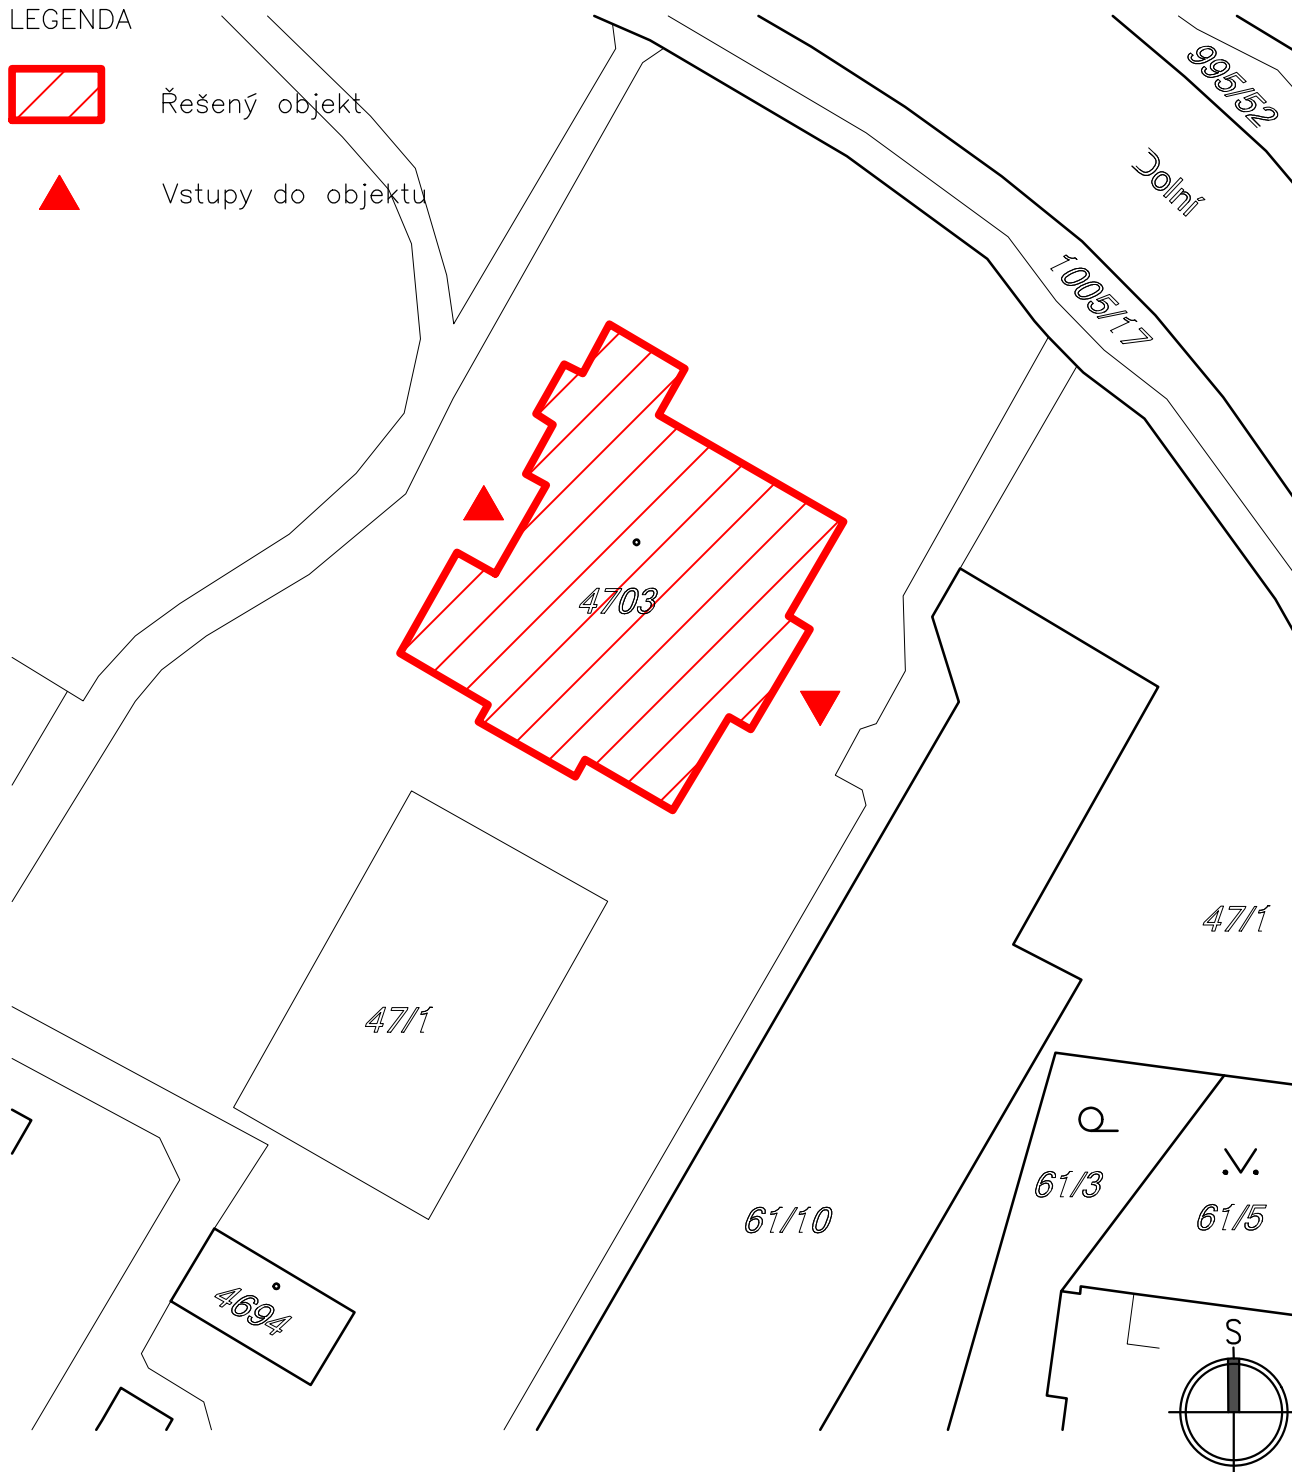 LEGENDA
Řešený objekt
Vstupy do objektu
995/52
Dolní
1005/17
4703
47/1
47/1
61/3
61/5
61/10
4694
S